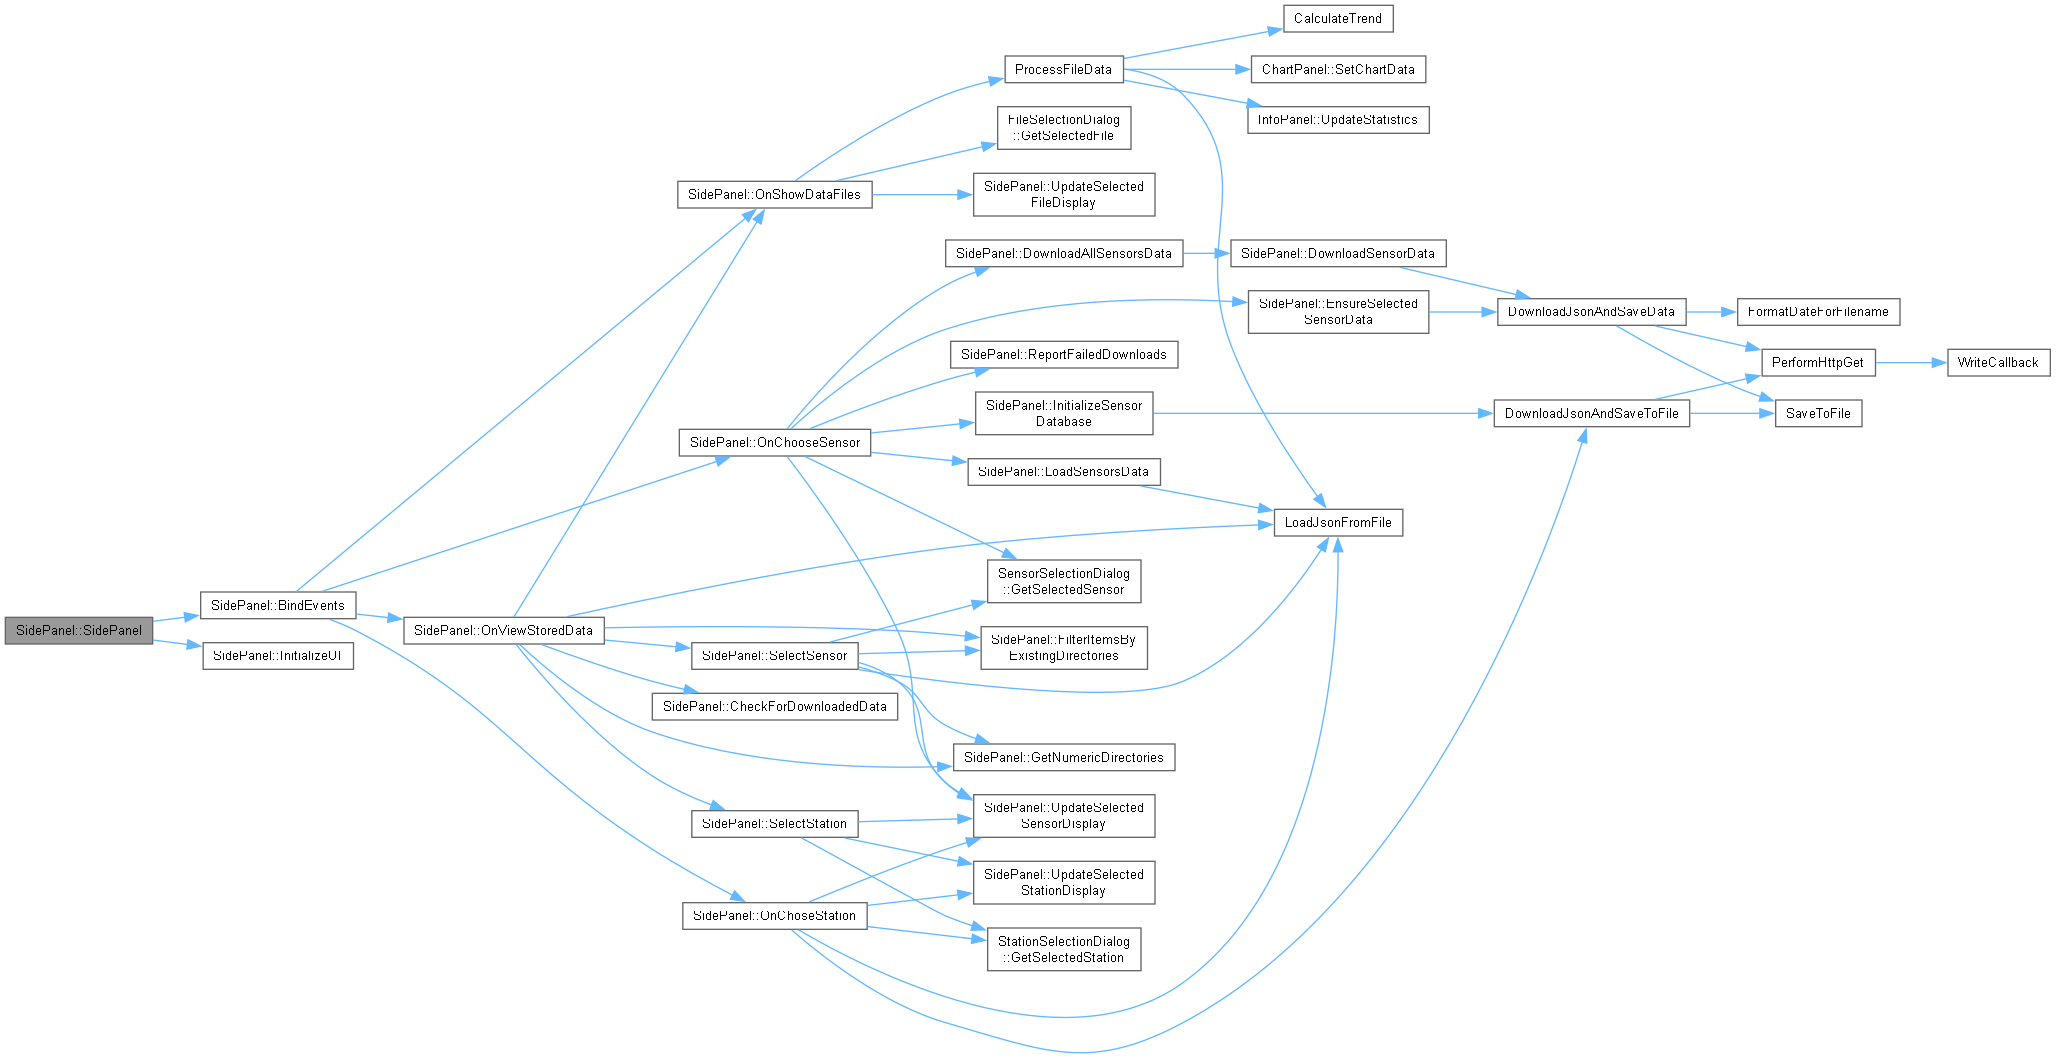 CalculateTrend
ProcessFileData
ChartPanel::SetChartData
InfoPanel::UpdateStatistics
FileSelectionDialog
::GetSelectedFile
SidePanel::OnShowDataFiles
SidePanel::UpdateSelected
FileDisplay
SidePanel::DownloadAllSensorsData
SidePanel::DownloadSensorData
SidePanel::EnsureSelected
SensorData
DownloadJsonAndSaveData
FormatDateForFilename
SidePanel::ReportFailedDownloads
PerformHttpGet
WriteCallback
SidePanel::InitializeSensor
Database
DownloadJsonAndSaveToFile
SaveToFile
SidePanel::OnChooseSensor
SidePanel::LoadSensorsData
LoadJsonFromFile
SensorSelectionDialog
::GetSelectedSensor
SidePanel::BindEvents
SidePanel::SidePanel
SidePanel::OnViewStoredData
SidePanel::InitializeUI
SidePanel::SelectSensor
SidePanel::FilterItemsBy
ExistingDirectories
SidePanel::CheckForDownloadedData
SidePanel::GetNumericDirectories
SidePanel::UpdateSelected
SensorDisplay
SidePanel::SelectStation
SidePanel::UpdateSelected
StationDisplay
SidePanel::OnChoseStation
StationSelectionDialog
::GetSelectedStation